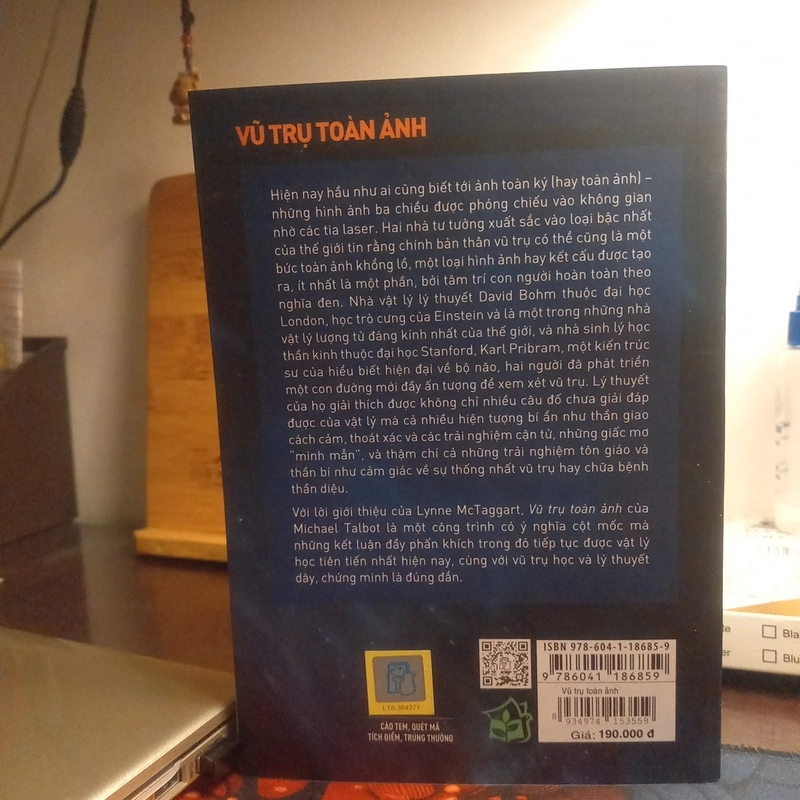 VŨ TRỤ TOÀN ẢNH
Hiện nay hầu như ai cũng biết tới ảnh toàn ký (hay toàn ảnh) –
những hình ảnh ba chiều được phóng chiếu vào không gian
nhờ các tia laser. Hai nhà tư tưởng xuất sắc vào loại bậc nhất
của thế giới tin rằng chính bản thân vũ trụ có thể cũng là một
bức toàn ảnh khổng lồ, một loại hình ảnh hay kết cấu được tạo
ra, ít nhất là một phần, bởi tâm trí con người hoàn toàn theo
nghĩa đen. Nhà vật lý lý thuyết David Bohm thuộc đại học
London, học trò cưng của Einstein và là một trong những nhà
vật lý lượng tử đáng kính nhất của thế giới, và nhà sinh lý học
thần kinh thuộc đại học Stanford, Karl Pribram, một kiến trúc
sư của hiểu biết hiện đại về bộ não, hai người đã phát triển
một con đường mới đầy ấn tượng để xem xét vũ trụ. Lý thuyết
của họ giải thích được không chỉ nhiều câu đố chưa giải đáp
được của vật lý mà cả nhiều hiện tượng bí ẩn như thần giao
cách cảm, thoát xác và các trải nghiệm cận tử, những giấc mơ
"minh mẫn", và thậm chí cả những trải nghiệm tôn giáo và
thần bí như cảm giác về sự thống nhất vũ trụ hay chữa bệnh
thần diệu.
Với lời giới thiệu của Lynne McTaggart, Vũ trụ toàn ảnh của
Michael Talbot là một công trình có ý nghĩa cột mốc mà
những kết luận đầy phấn khích trong đó tiếp tục được vật lý
học tiên tiến nhất hiện nay, cùng với vũ trụ học và lý thuyết
dây, chứng minh là đúng đắn.
LT8-364271
CÀO TEM, QUÉT MÃ
TÍCH ĐIỂM, TRÚNG THƯỞNG
ISBN 978-604-1-18685-9
9 786041 186859
Vũ trụ toàn ảnh
8 934974 153559
Giá: 190.000 đ
Bla
Blu